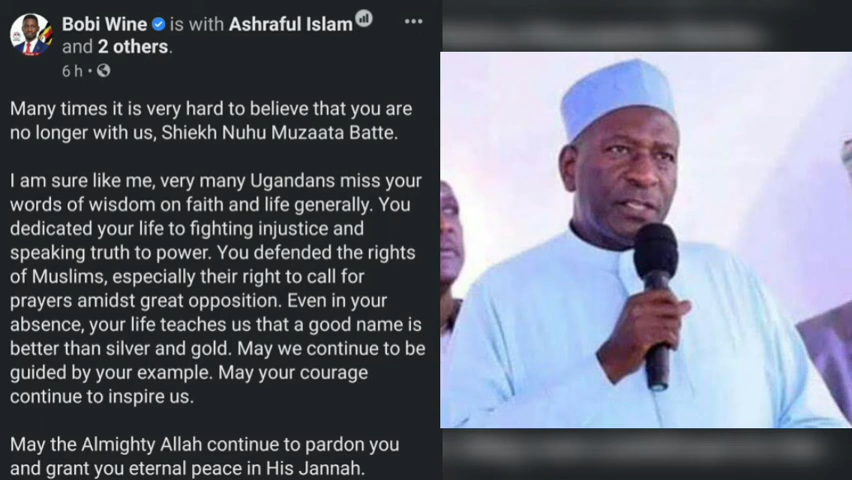 Bobi Wine is with Ashraful Islam
and 2 others.
6 h
Many times it is very hard to believe that you are
no longer with us, Shiekh Nuhu Muzaata Batte.
I am sure like me, very many Ugandans miss your
words of wisdom on faith and life generally. You
dedicated your life to fighting injustice and
speaking truth to power. You defended the rights
of Muslims, especially their right to call for
prayers amidst great opposition. Even in your
absence, your life teaches us that a good name is
better than silver and gold. May we continue to be
guided by your example. May your courage
continue to inspire us.
May the Almighty Allah continue to pardon you
and grant you eternal peace in His Jannah.